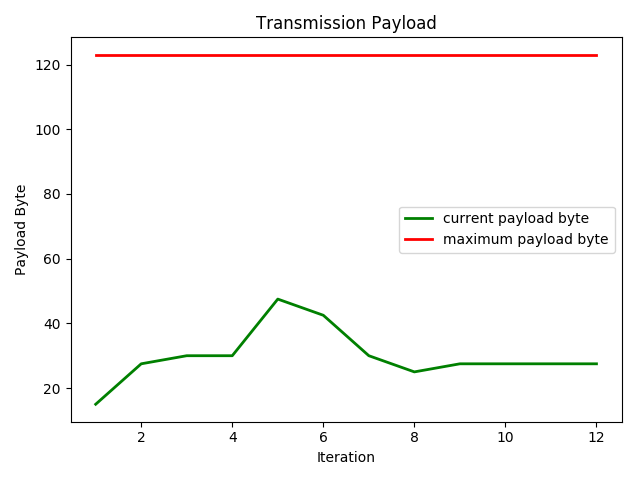 Transmission Payload
120
100
80
60
40
20
Payload Byte
current payload byte
maximum payload byte
2 4 6 8 10 12
Iteration